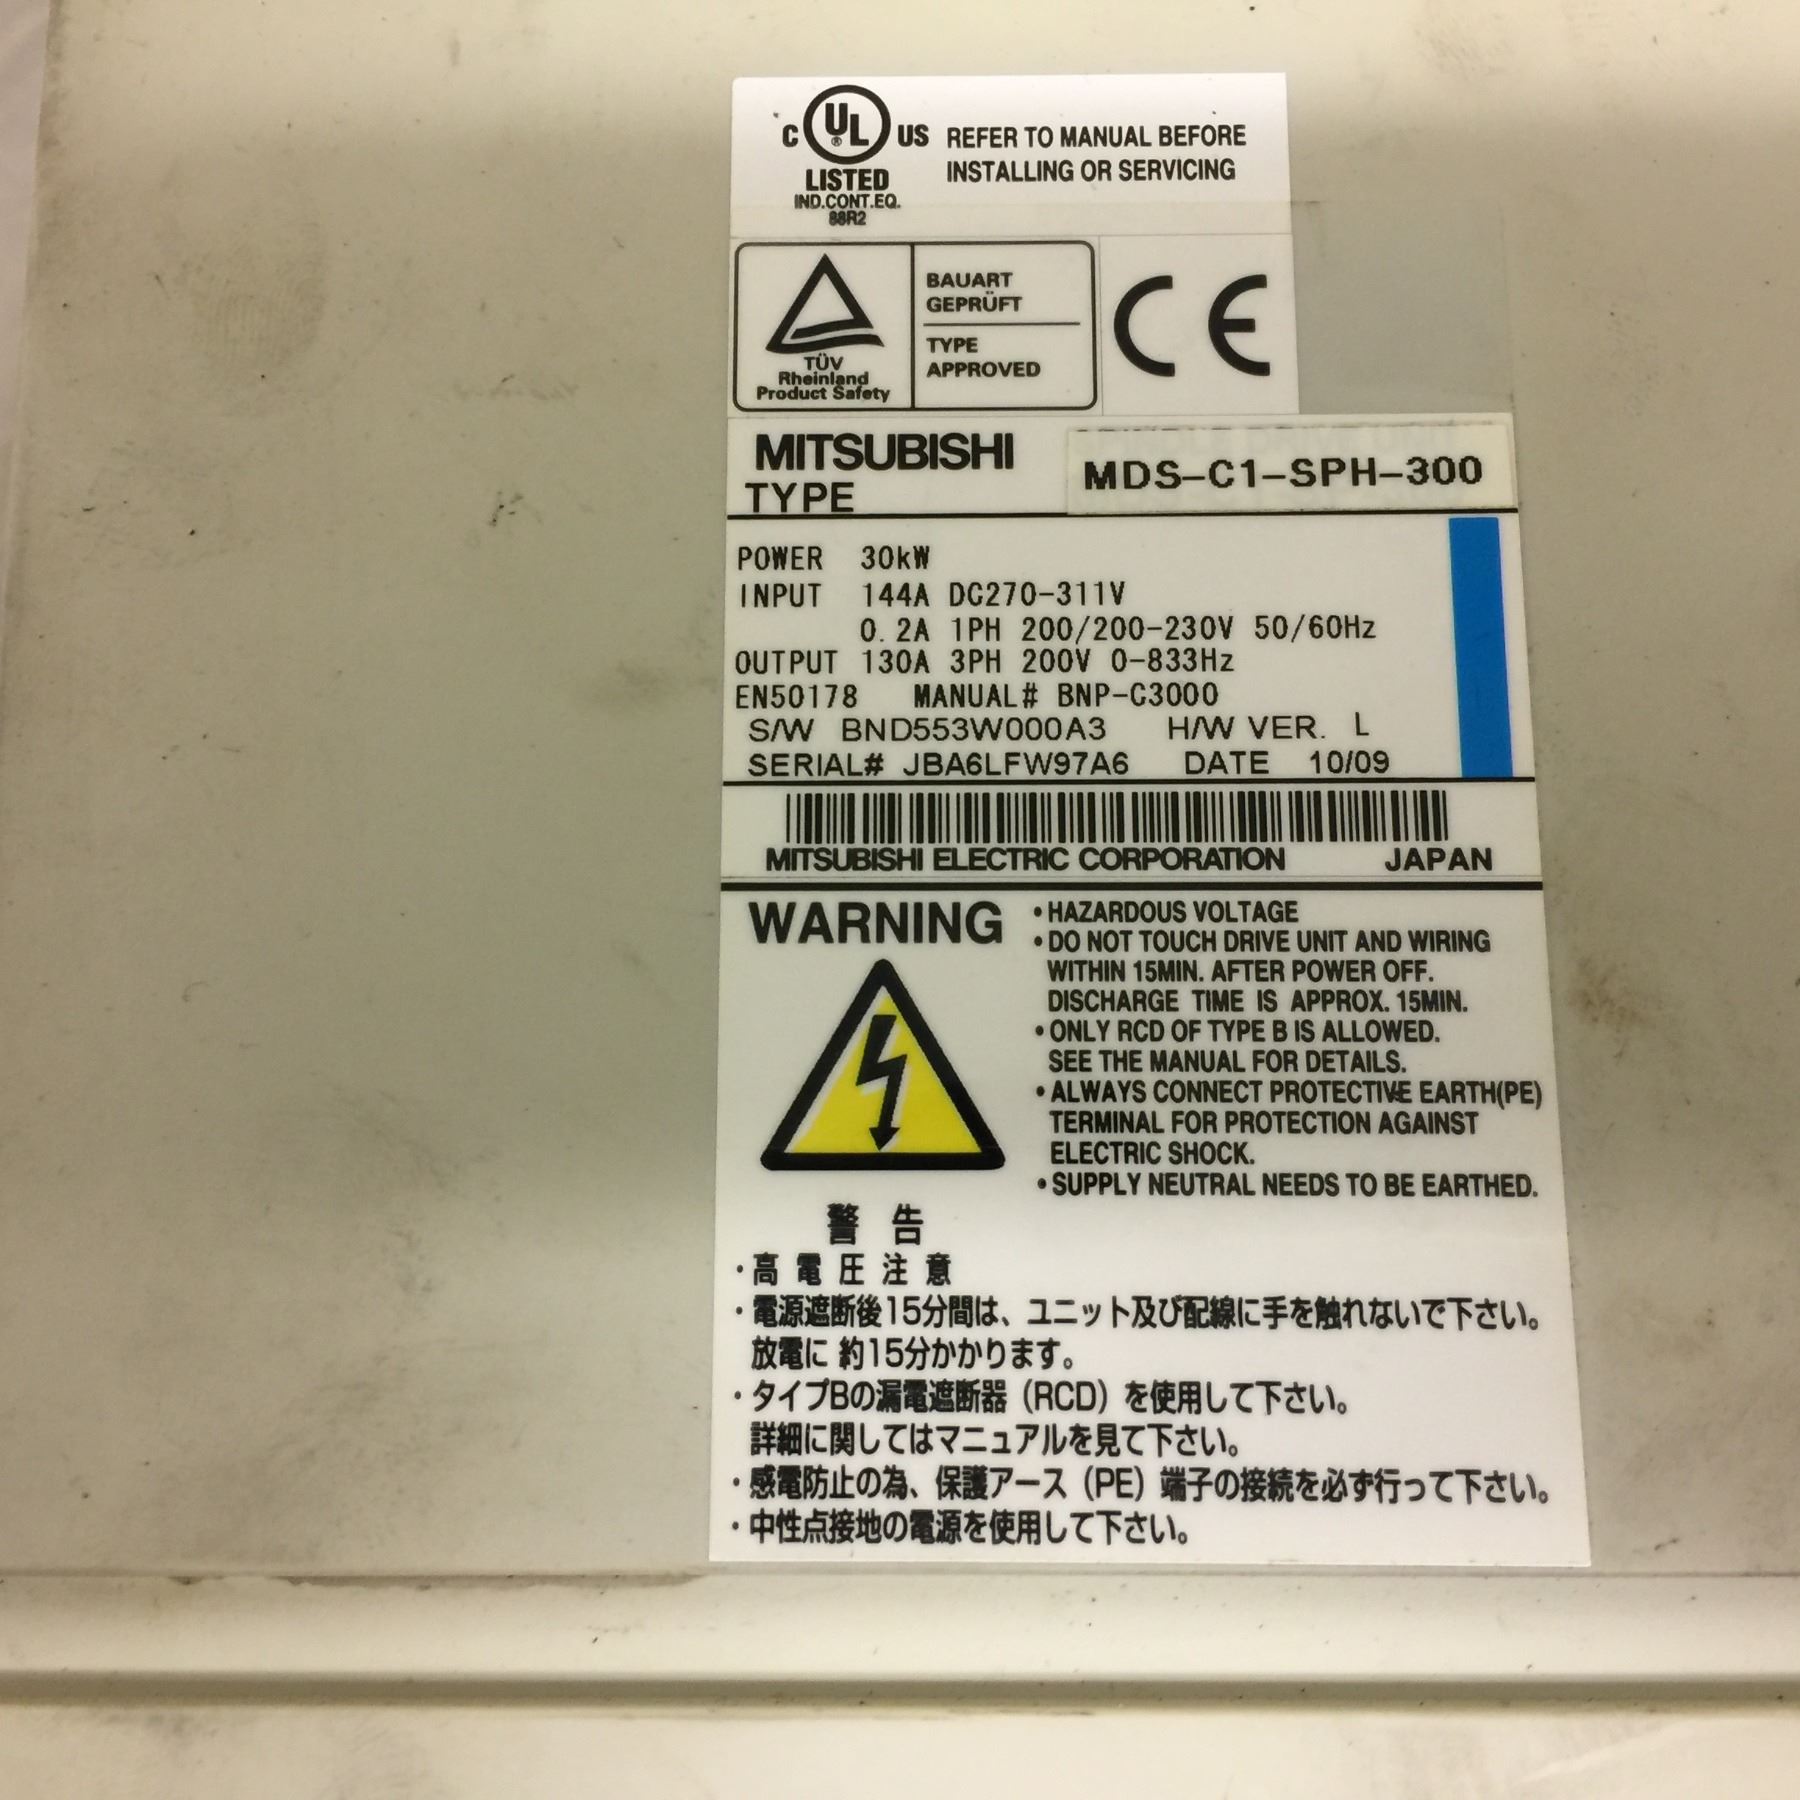 C UL US REFER TO MANUAL BEFORE
INSTALLING OR SERVICING
LISTED
IND.CONT.EQ.
88R2
BAUART
GEPRÜFT
TYPE
APPROVED
TÜV
Rheinland
Product Safety
CE
MITSUBISHI
TYPE MDS-C1-SPH-300
POWER 30kW
INPUT 144A DC270-311V
0.2A 1PH 200/200-230V 50/60Hz
OUTPUT 130A 3PH 200V 0-833Hz
EN50178 MANUAL# BNP-C3000
S/W BND553W000A3 H/W VER. L
SERIAL# JBA6LFW97A6 DATE 10/09
MITSUBISHI ELECTRIC CORPORATION JAPAN
WARNING
・HAZARDOUS VOLTAGE
・DO NOT TOUCH DRIVE UNIT AND WIRING
WITHIN 15MIN. AFTER POWER OFF.
DISCHARGE TIME IS APPROX. 15MIN.
・ONLY RCD OF TYPE B IS ALLOWED.
SEE THE MANUAL FOR DETAILS.
・ALWAYS CONNECT PROTECTIVE EARTH(PE)
TERMINAL FOR PROTECTION AGAINST
ELECTRIC SHOCK.
・SUPPLY NEUTRAL NEEDS TO BE EARTHED.
警告
・高電圧注意
・電源遮断後15分間は、ユニット及び配線に手を触れないで下さい。
放電に 約15分かかります。
・タイプBの漏電遮断器（RCD）を使用して下さい。
詳細に関してはマニュアルを見て下さい。
・感電防止の為、保護アース（PE）端子の接続を必ず行って下さい。
・中性点接地の電源を使用して下さい。